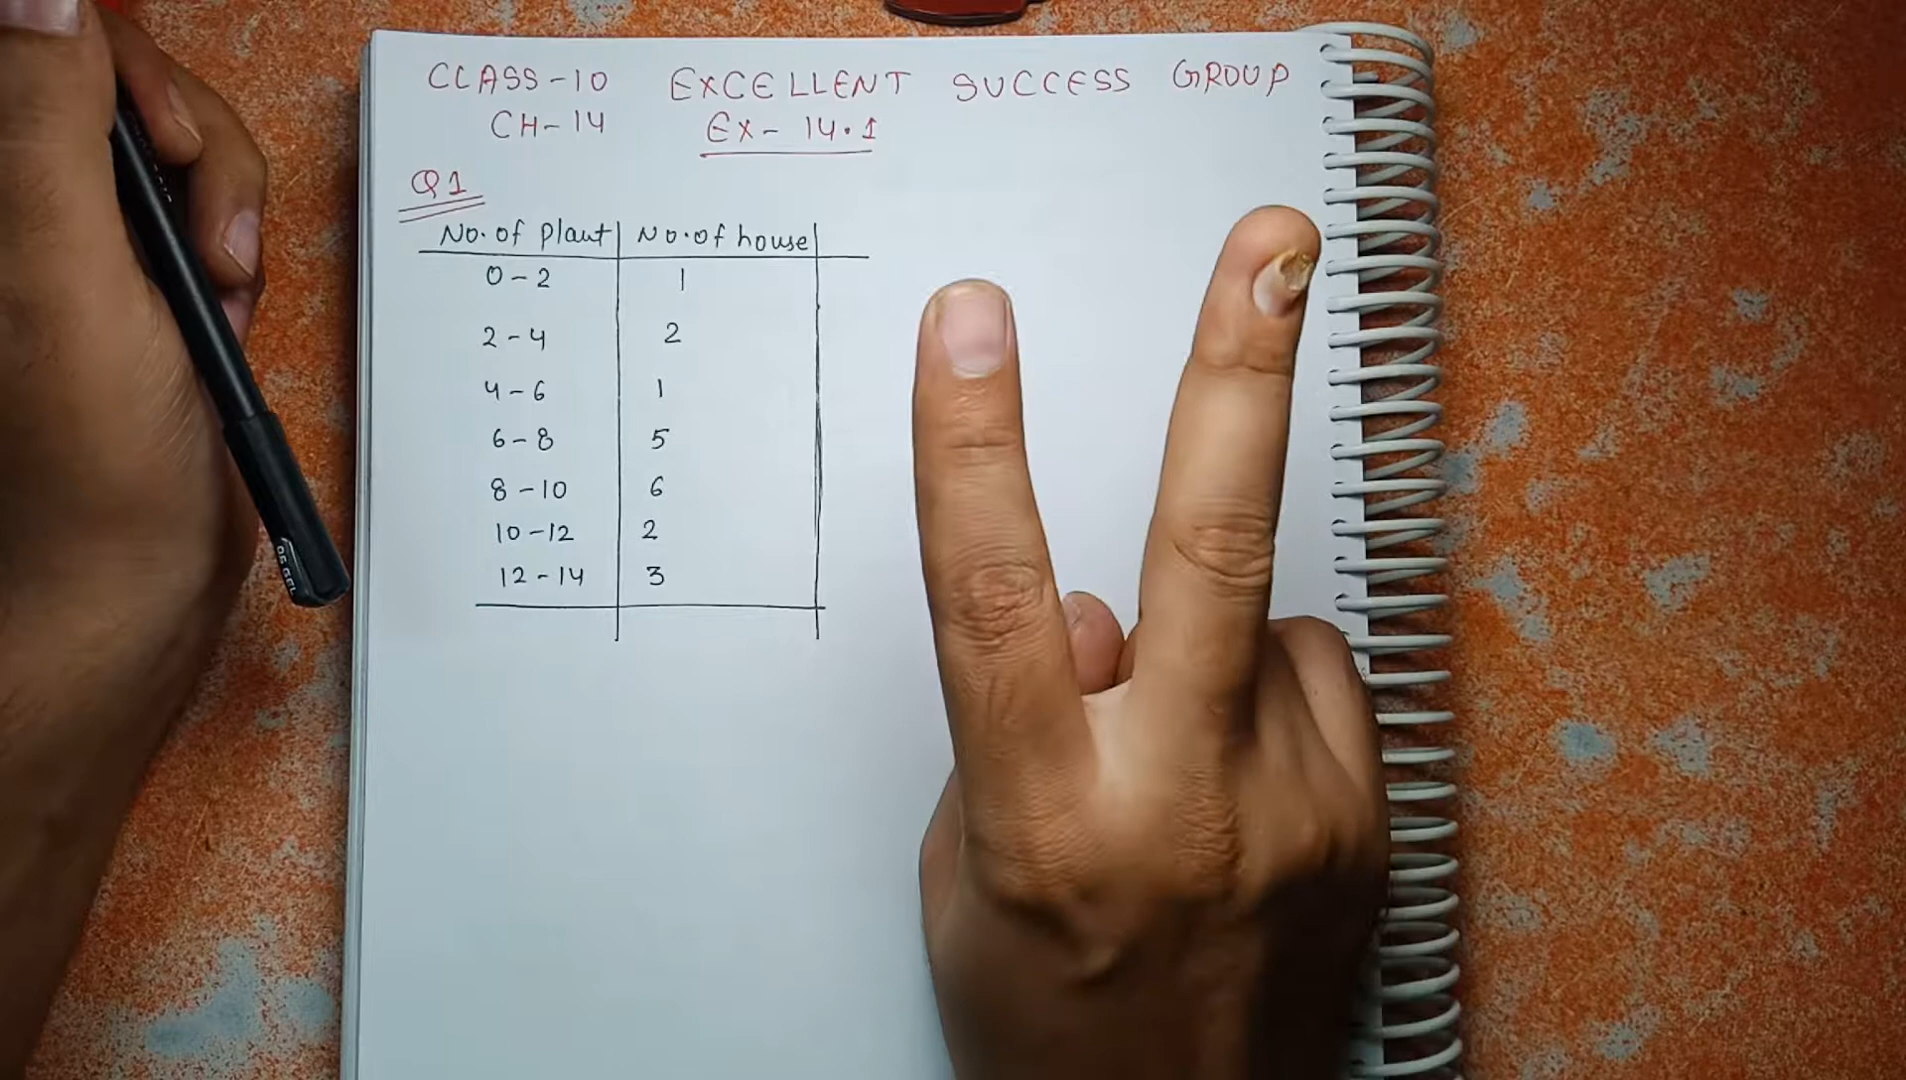 CLASS-10 EXCELLENT SUCCESS GROUP
CH-14 EX-14.1
Q1
No. of plant No. of house
0-2 1
2-4 2
4-6 1
6-8 5
8-10 6
10-12 2
12-14 3